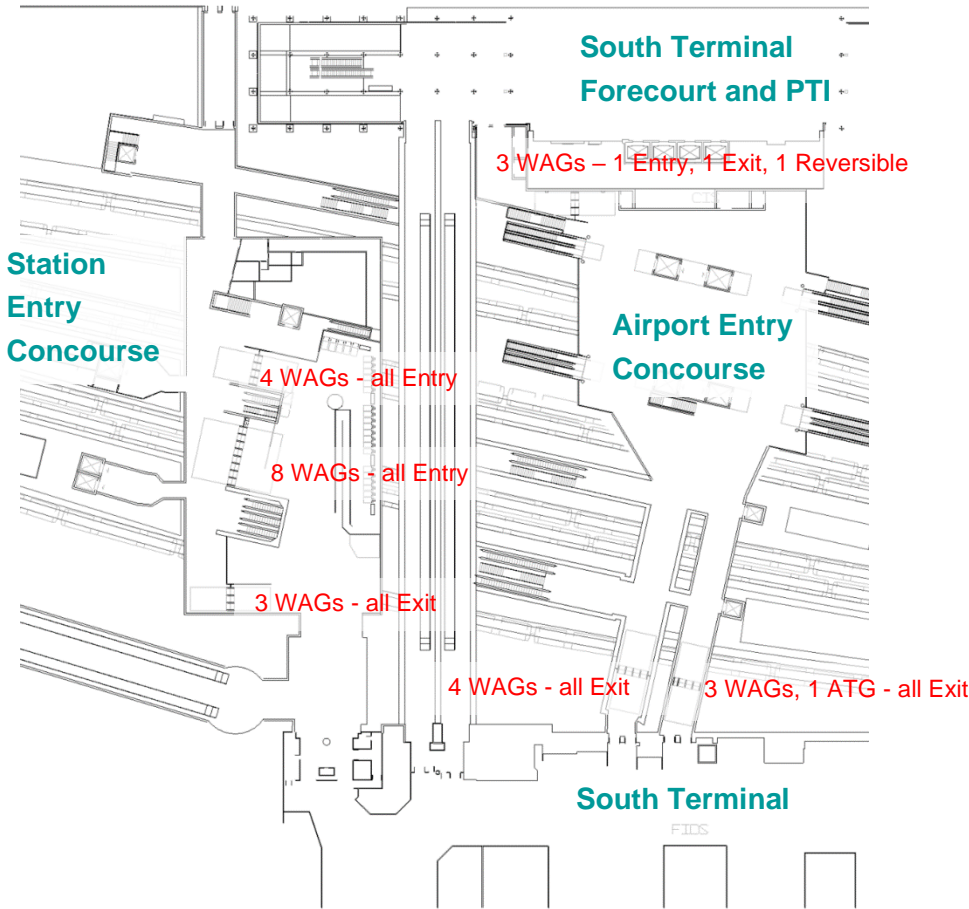 South Terminal
Forecourt and PTI
3 WAGs – 1 Entry, 1 Exit, 1 Reversible
Station
Entry
Concourse
Airport Entry
Concourse
4 WAGs - all Entry
8 WAGs - all Entry
3 WAGs - all Exit
4 WAGs - all Exit
3 WAGs, 1 ATG - all Exit
South Terminal
FIDS